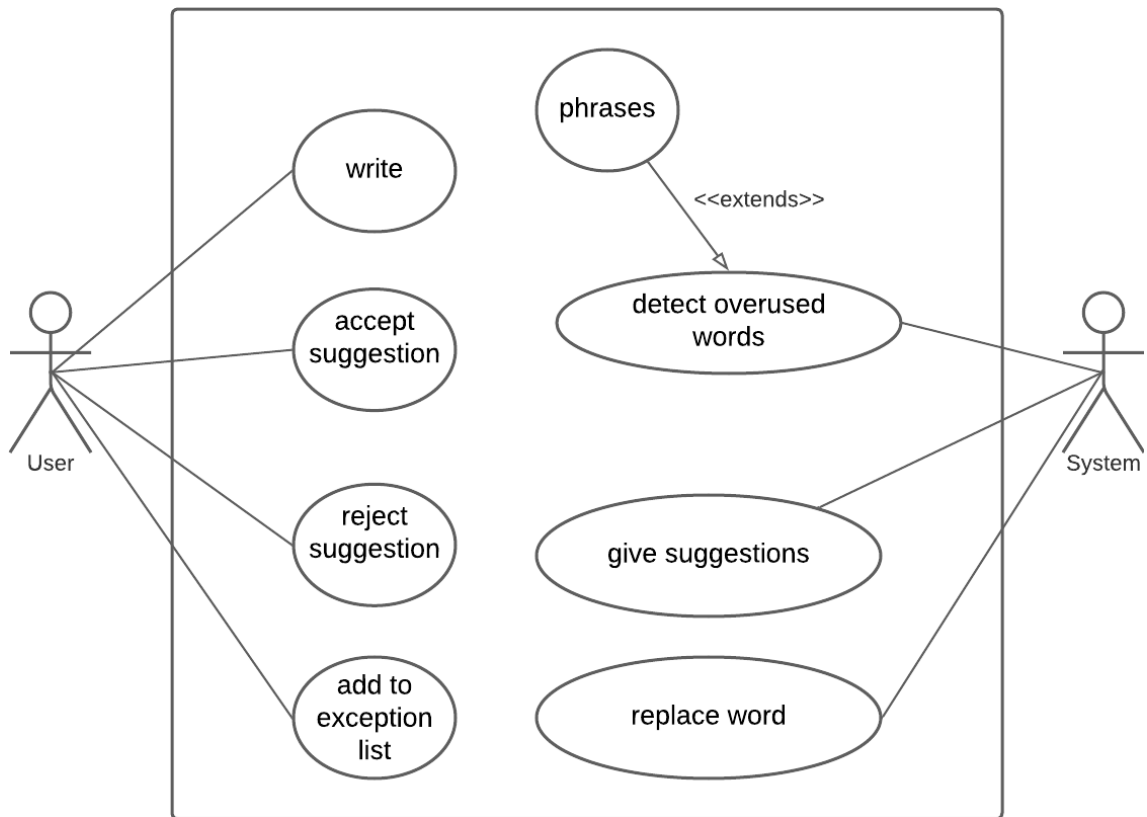 phrases
write
<<extends>>
detect overused
words
accept
suggestion
User
System
reject
suggestion
give suggestions
add to
exception
list
replace word